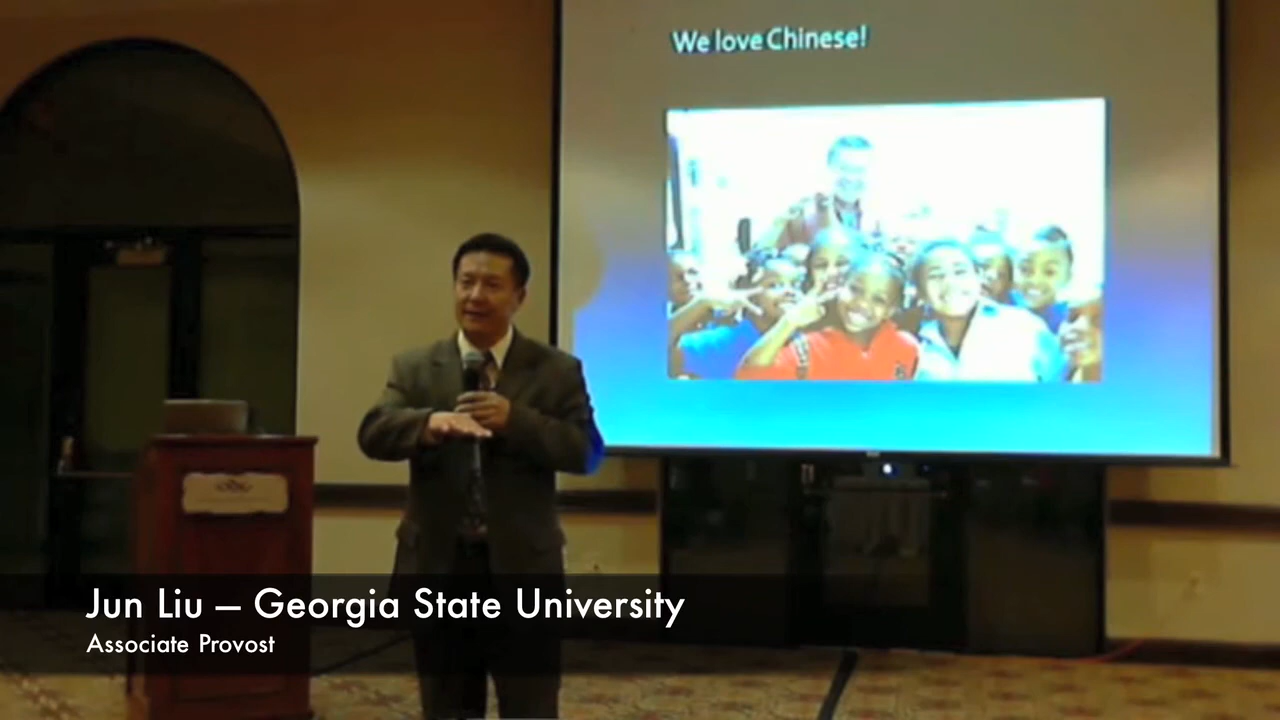 We love Chinese!
Jun Liu — Georgia State University
Associate Provost